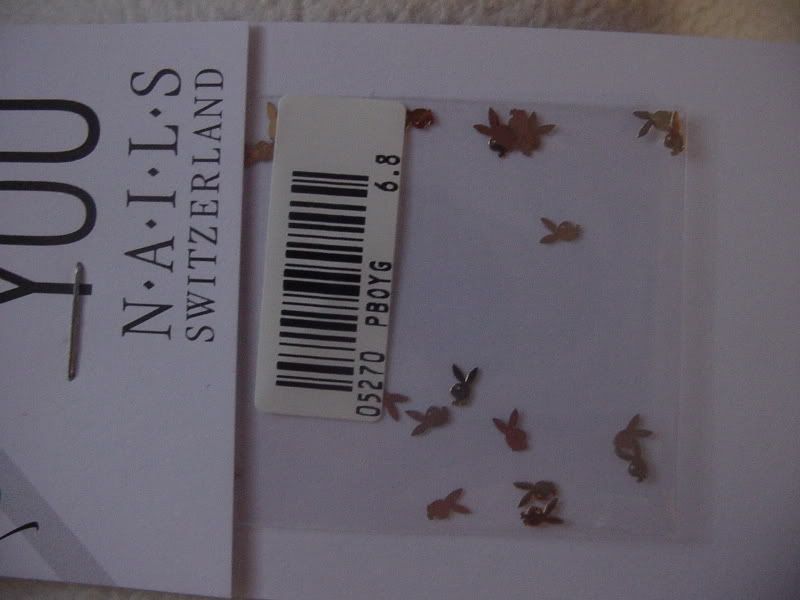 YOU
N·A·I·L·S
SWITZERLAND
6.8
05270 PBOYG